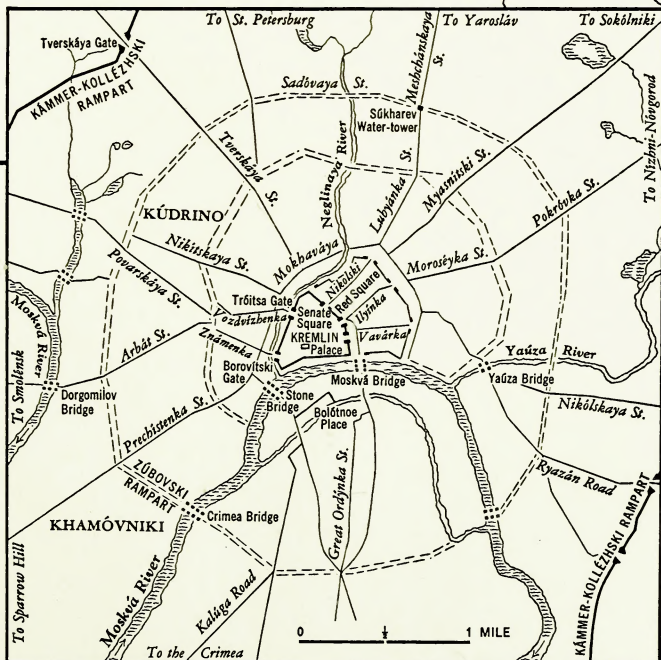 To St. Petersburg
To Yarosláv
To Sokólniki
Tverskáya Gate
KÁMMER-KOLLÉZHSKI
RAMPART
Meshchánskaya
St.
Sadóvaya St.
Súkharev
Water-tower
To Nízhni-Nóvgorod
Tverskáya
St.
Neglínaya River
Lubyánka
St.
Myasnítski St.
Pokróvka St.
KÚDRINO
Nikítskaya St.
Mokhaváya
Moroséyka St.
Povarskáya St.
Nikólski
Red Square
Ilyínka
Tróitsa Gate
Senate
Square
Vozdvízhenka
KREMLIN
Palace
Vavárka
Moskvá River
Arbát St.
Známenka
Borovítski
Gate
Yaúza River
To Smolénsk
Dorgomílov
Bridge
Stone
Bridge
Moskvá Bridge
Yaúza Bridge
Bolótnoe
Place
Nikólskaya St.
Prechístenka St.
Ryazán Road
ZÚBOVSKI
RAMPART
Great Ordýnka St.
KHAMÓVNIKI
Crimea Bridge
KÁMMER-KOLLÉZHSKI RAMPART
To Sparrow Hill
Moskvá River
Kalúga Road
0 ½ 1 MILE
To the Crimea